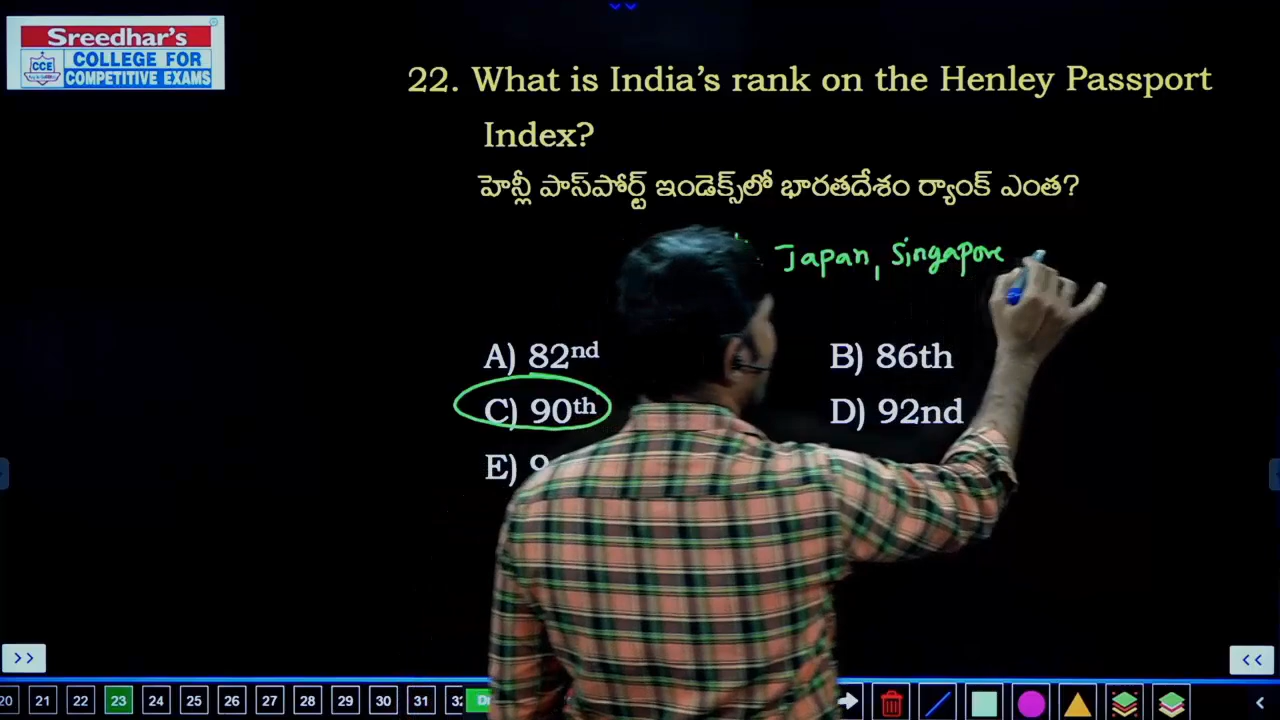 Sreedhar's
CCE
COLLEGE FOR
COMPETITIVE EXAMS
22. What is India's rank on the Henley Passport
Index?
హెన్లీ పాస్‌పోర్ట్ ఇండెక్స్‌లో భారతదేశం ర్యాంక్ ఎంత?
Japan, Singapore
A) 82nd
B) 86th
C) 90th
D) 92nd
E) 9
>>
<<
20 21 22 23 24 25 26 27 28 29 30 31